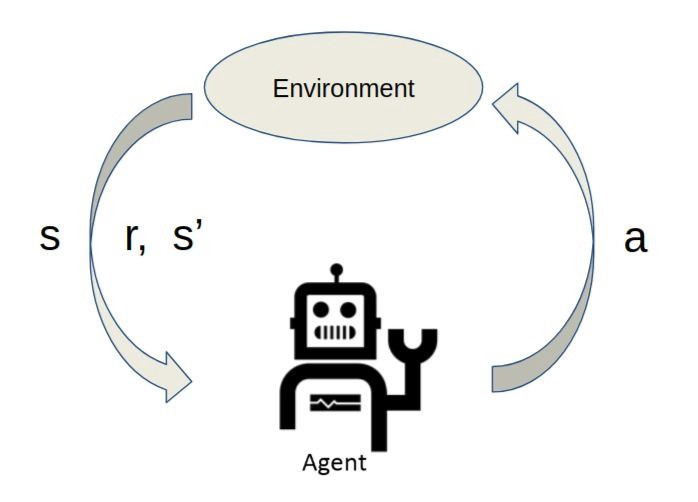 Environment
s
r, s’
a
Agent